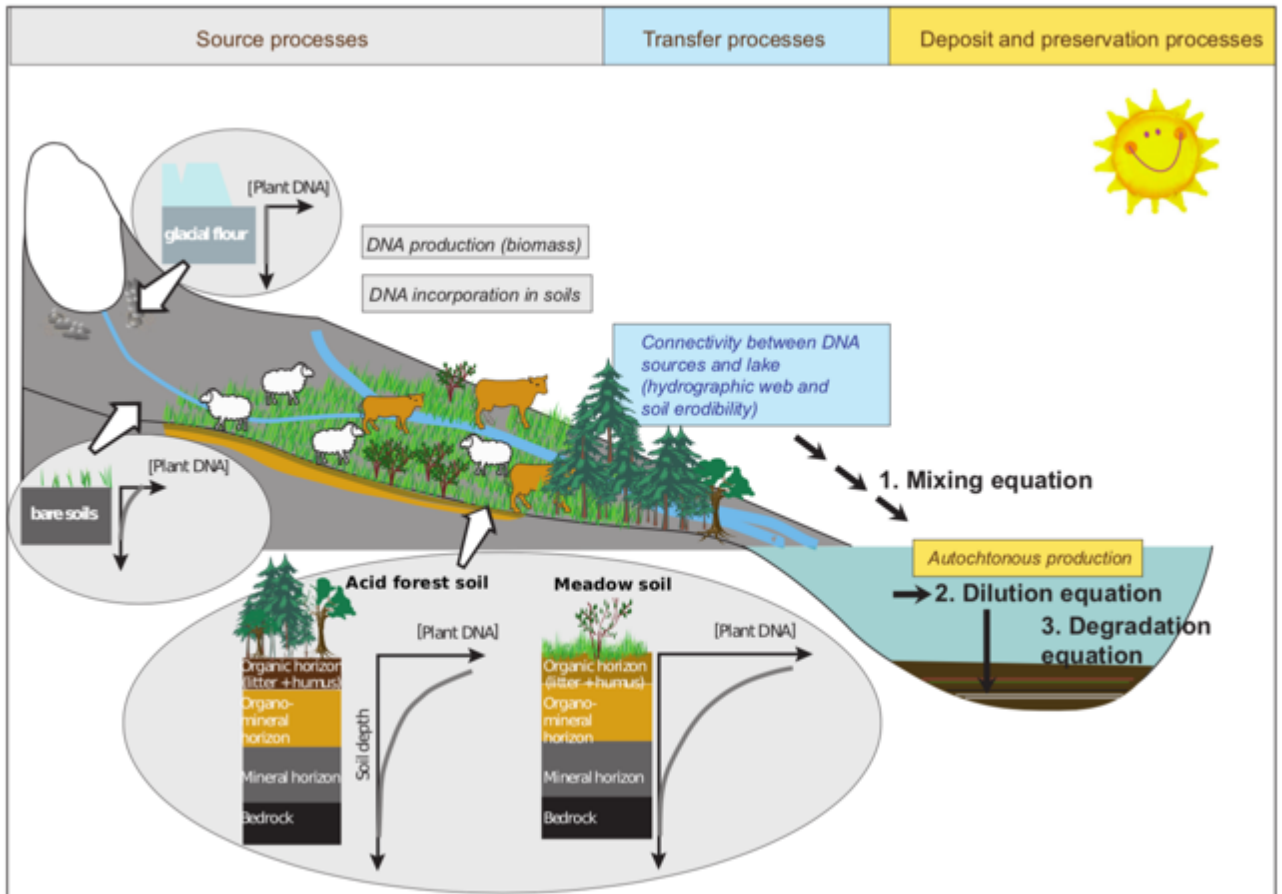 Source processes
Transfer processes
Deposit and preservation processes
[Plant DNA]
glacial flour
DNA production (biomass)
DNA incorporation in soils
Connectivity between DNA
sources and lake
(hydrographic web and
soil erodibility)
[Plant DNA]
bare soils
1. Mixing equation
Autochtonous production
2. Dilution equation
3. Degradation
equation
Acid forest soil
[Plant DNA]
Organic horizon
(litter + humus)
Organo-
mineral
horizon
Mineral horizon
Bedrock
Soil depth
Meadow soil
[Plant DNA]
Organic horizon
(litter + humus)
Organo-
mineral
horizon
Mineral horizon
Bedrock